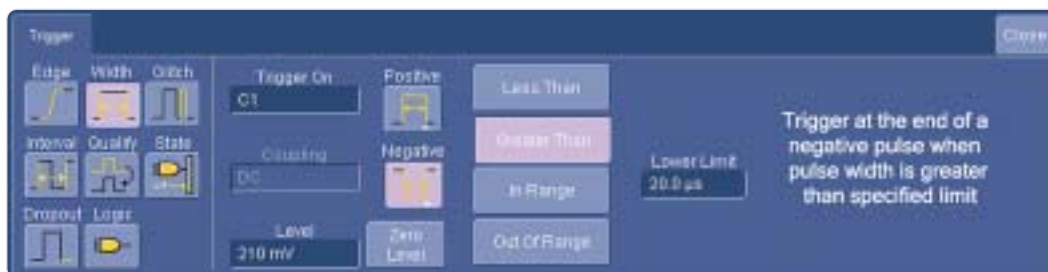 Trigger
Close
Edge Width Glitch
Interval Qualify State
Dropout Logic
Trigger On
C1
Coupling
DC
Level
210 mV
Positive
Negative
Zero
Level
Less Than
Greater Than
In Range
Out Of Range
Lower Limit
20.0 µs
Trigger at the end of a
negative pulse when
pulse width is greater
than specified limit